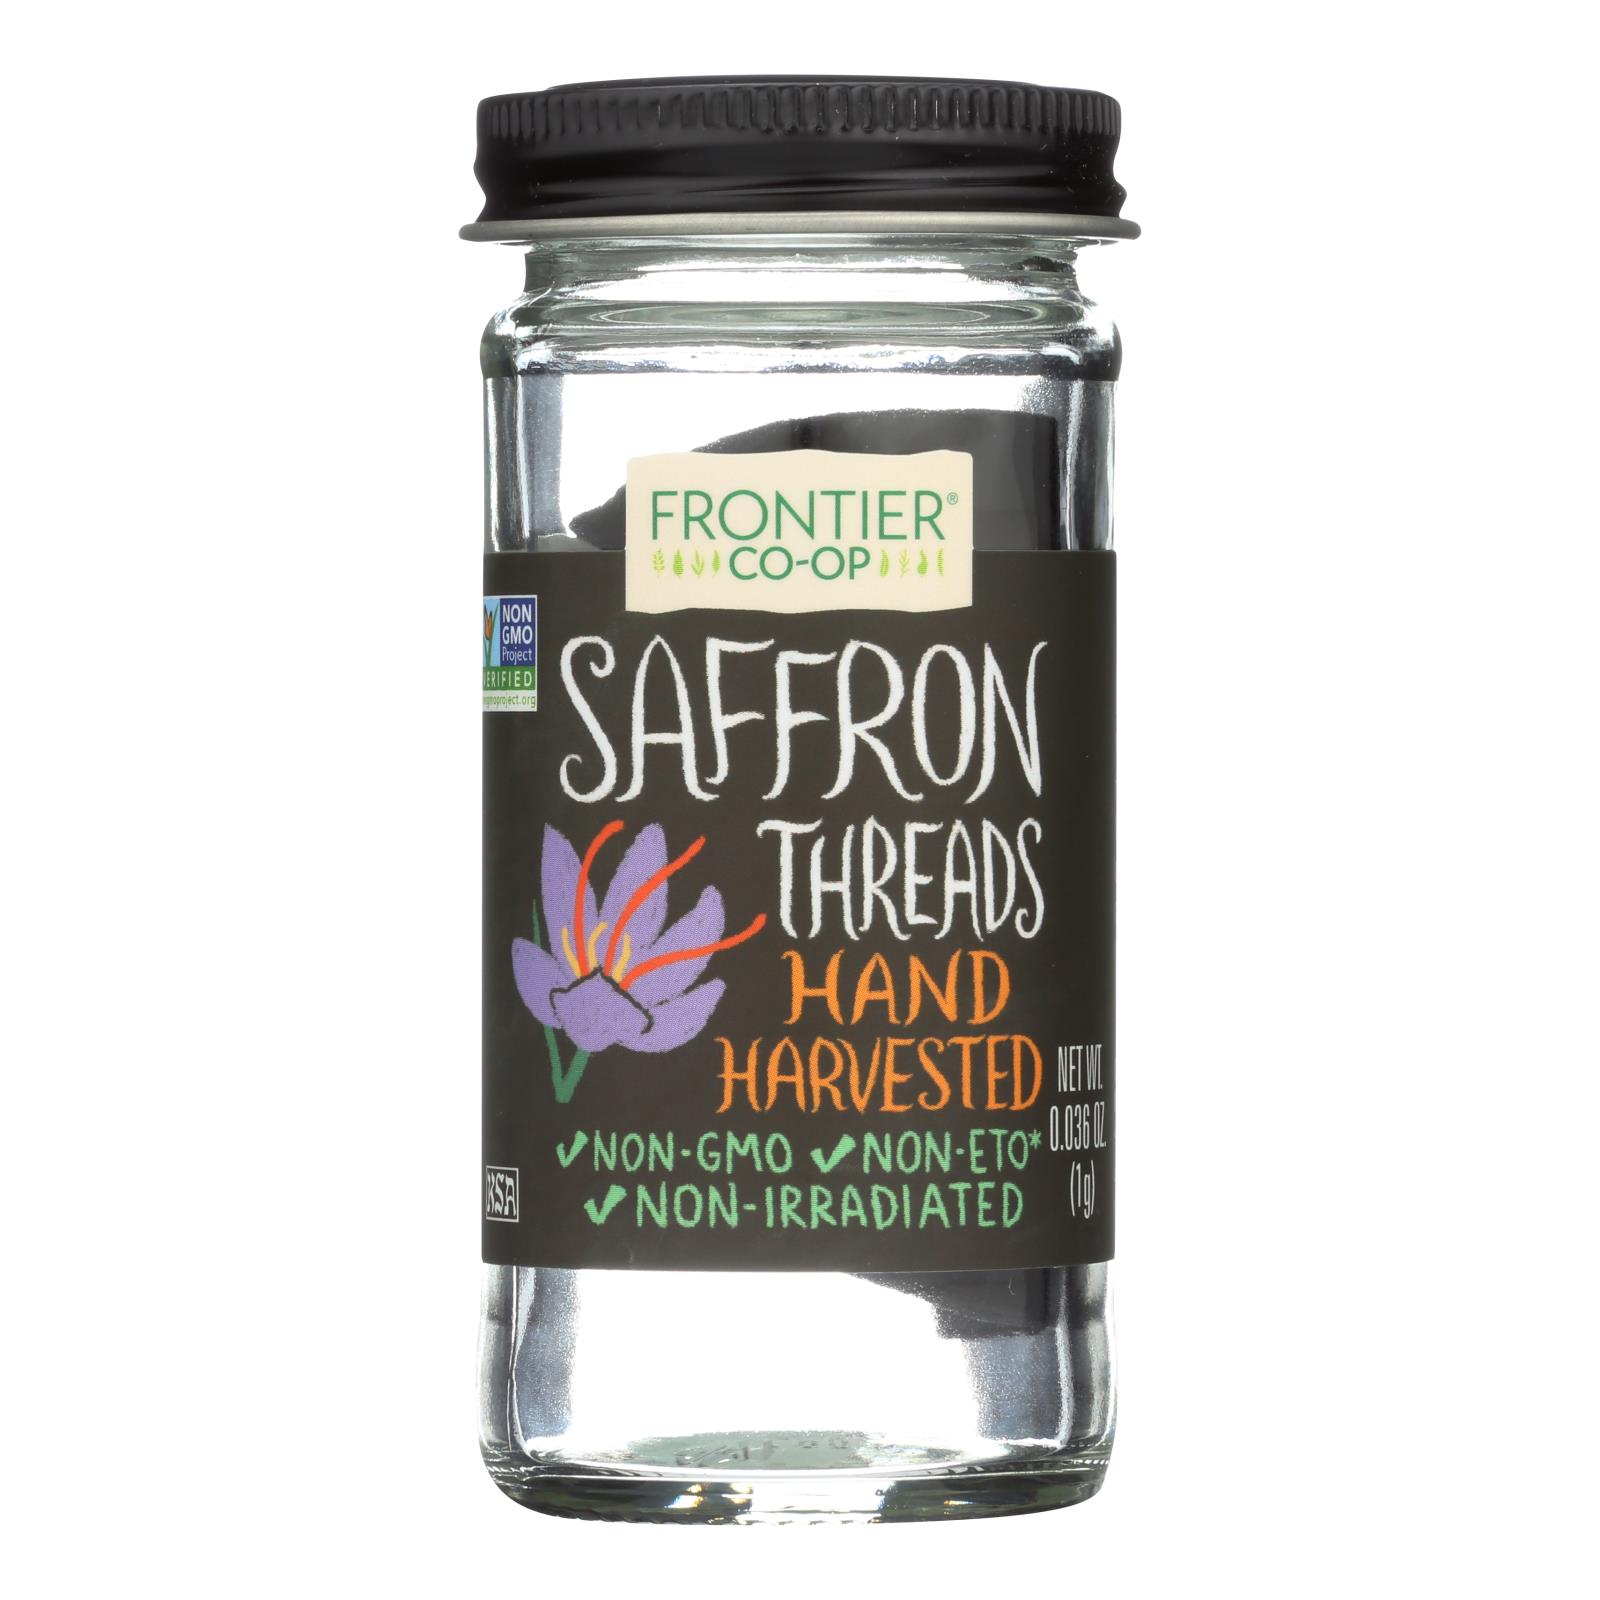 FRONTIER®
CO-OP
NON
GMO
Project
VERIFIED
SAFFRON
THREADS
HAND
HARVESTED
NET WT.
0.036 OZ.
(1g)
✓NON-GMO ✓NON-ETO*
✓NON-IRRADIATED
KSA